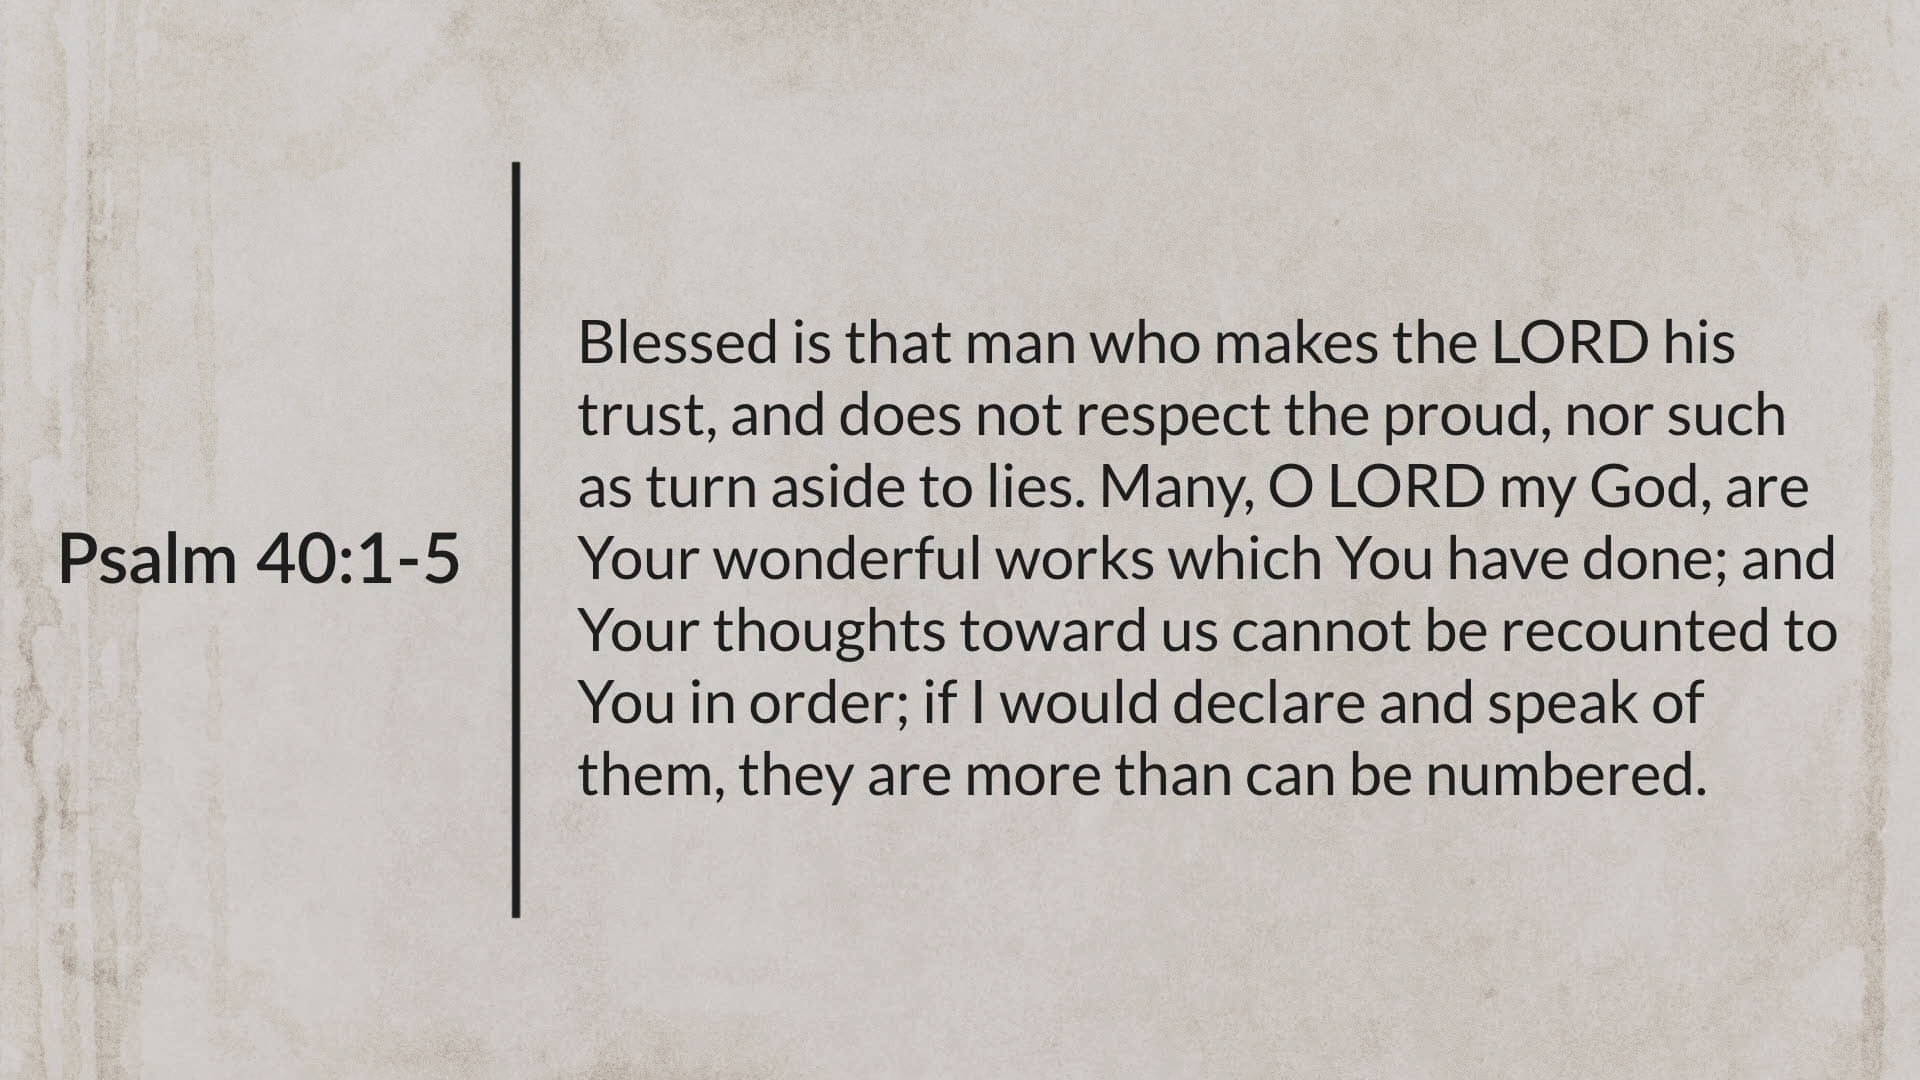 Psalm 40:1-5
Blessed is that man who makes the LORD his
trust, and does not respect the proud, nor such
as turn aside to lies. Many, O LORD my God, are
Your wonderful works which You have done; and
Your thoughts toward us cannot be recounted to
You in order; if I would declare and speak of
them, they are more than can be numbered.